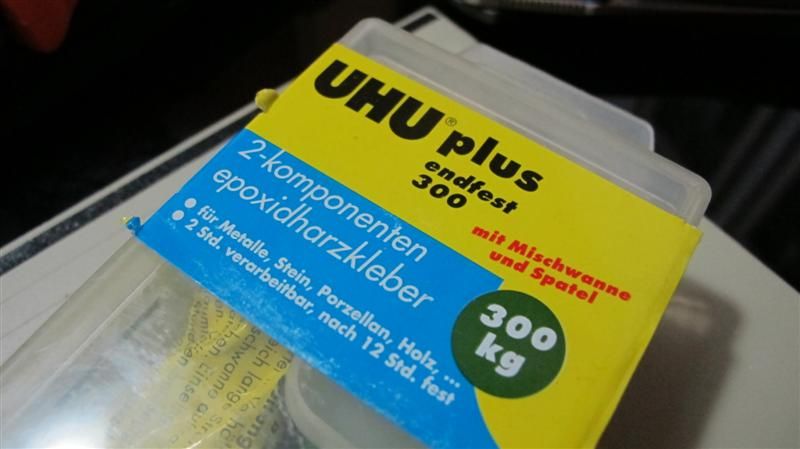 UHU® plus
endfest
300
mit Mischwanne
und Spatel
2-komponenten
epoxidharzkleber
• für Metalle, Stein, Porzellan, Holz, ...
• 2 Std. verarbeitbar, nach 12 Std. fest
300
kg